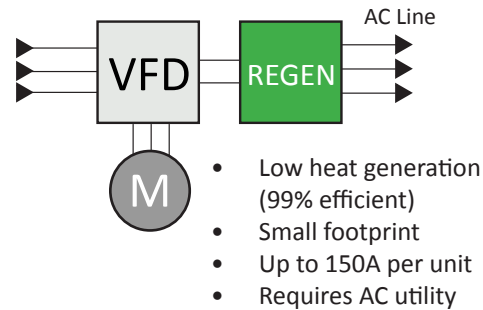 AC Line
VFD
REGEN
M
• Low heat generation
(99% efficient)
• Small footprint
• Up to 150A per unit
• Requires AC utility